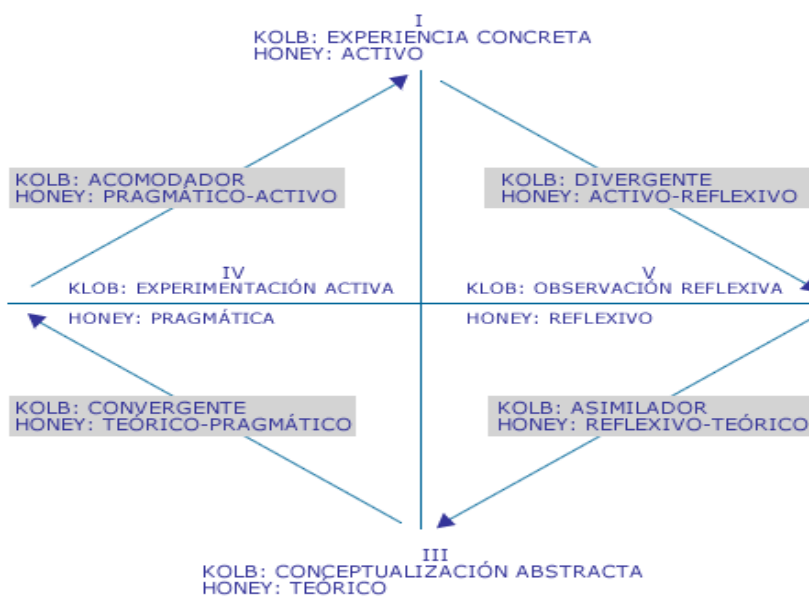 I
KOLB: EXPERIENCIA CONCRETA
HONEY: ACTIVO
KOLB: ACOMODADOR
HONEY: PRAGMÁTICO-ACTIVO
KOLB: DIVERGENTE
HONEY: ACTIVO-REFLEXIVO
IV
KLOB: EXPERIMENTACIÓN ACTIVA
HONEY: PRAGMÁTICA
V
KLOB: OBSERVACIÓN REFLEXIVA
HONEY: REFLEXIVO
KOLB: CONVERGENTE
HONEY: TEÓRICO-PRAGMÁTICO
KOLB: ASIMILADOR
HONEY: REFLEXIVO-TEÓRICO
III
KOLB: CONCEPTUALIZACIÓN ABSTRACTA
HONEY: TEÓRICO